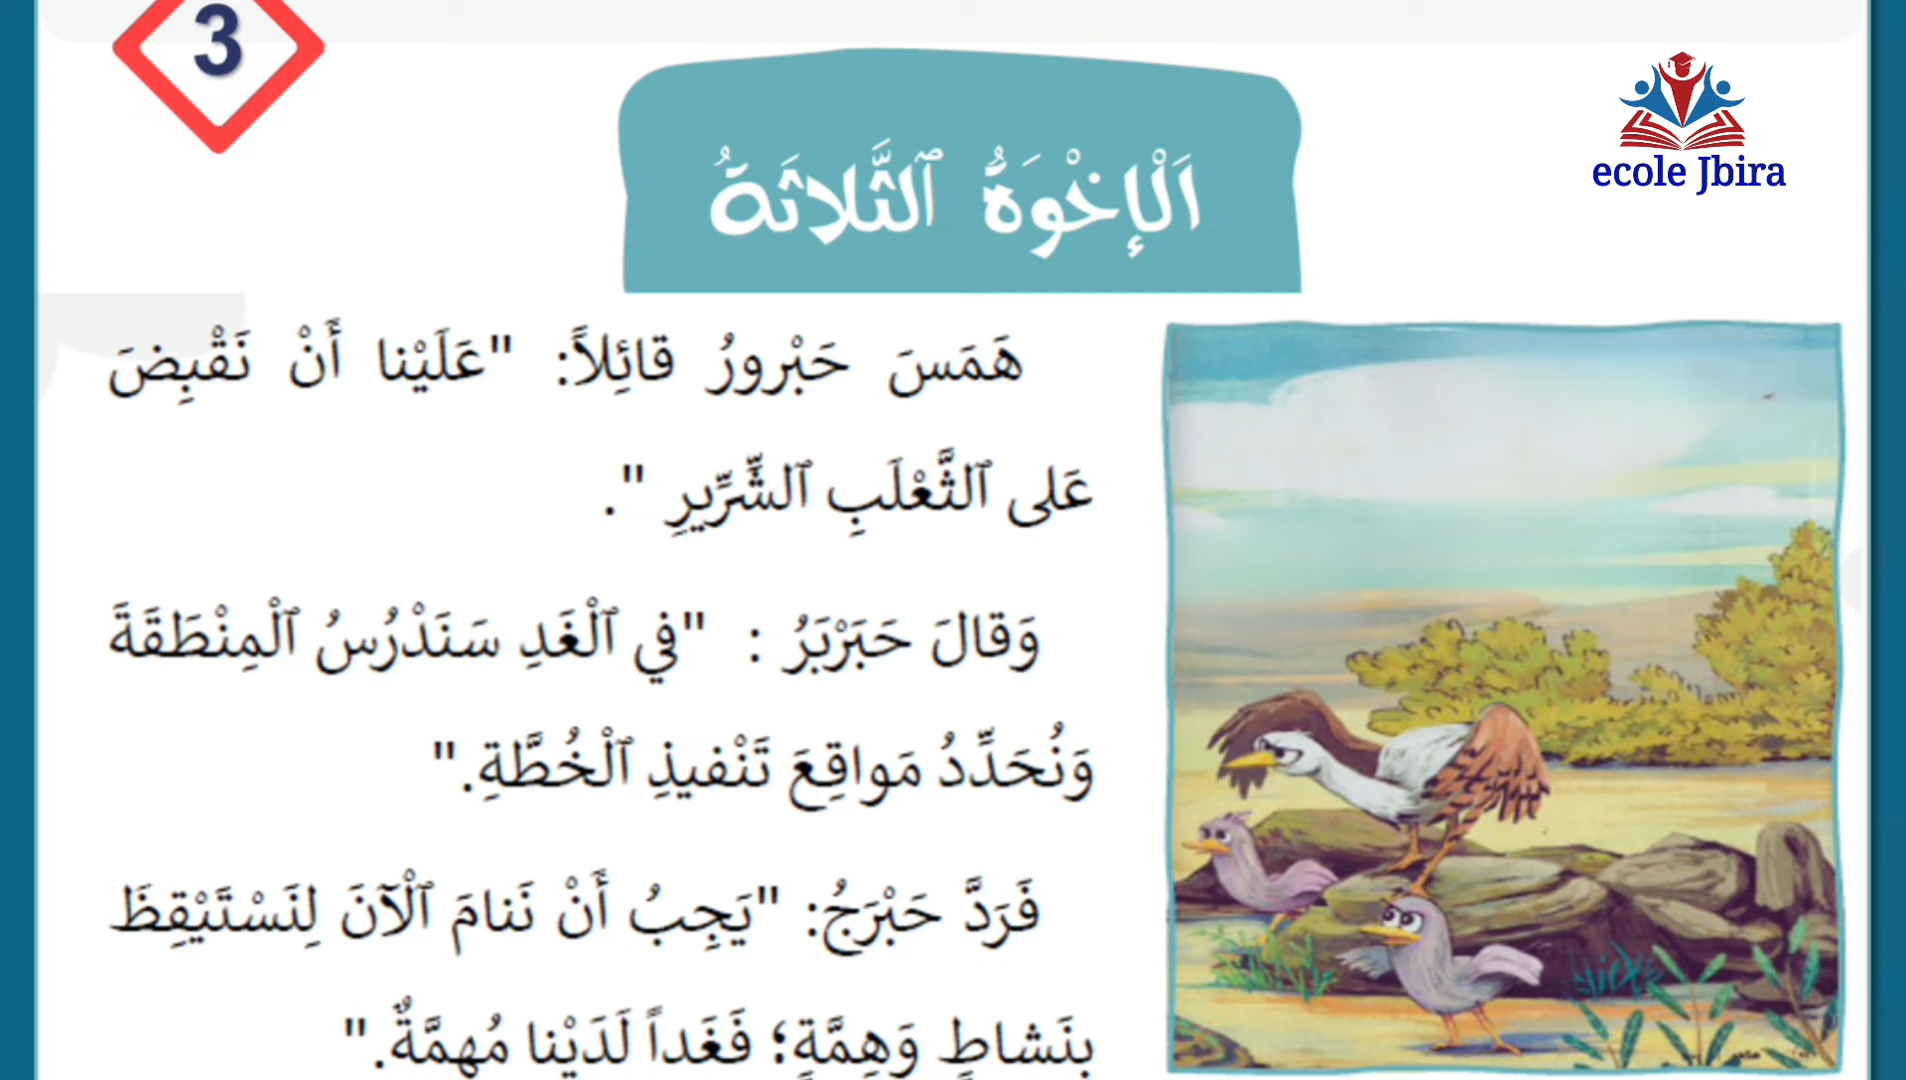 3
ecole Jbira
اَلْإِخْوَةُ ٱلثَّلاثَةُ
هَمَسَ حَبْرورُ قائِلاً: "عَلَيْنا أَنْ نَقْبِضَ
عَلى ٱلثَّعْلَبِ ٱلشِّرِّيرِ ".
وَقالَ حَبَرْبَرُ : "في ٱلْغَدِ سَنَدْرُسُ ٱلْمِنْطَقَةَ
وَنُحَدِّدُ مَواقِعَ تَنْفيذِ ٱلْخُطَّةِ."
فَرَدَّ حَبْرَجُ: "يَجِبُ أَنْ نَنامَ ٱلْآنَ لِنَسْتَيْقِظَ
بِنَشاطٍ وَهِمَّةٍ؛ فَغَداً لَدَيْنا مُهِمَّةٌ."